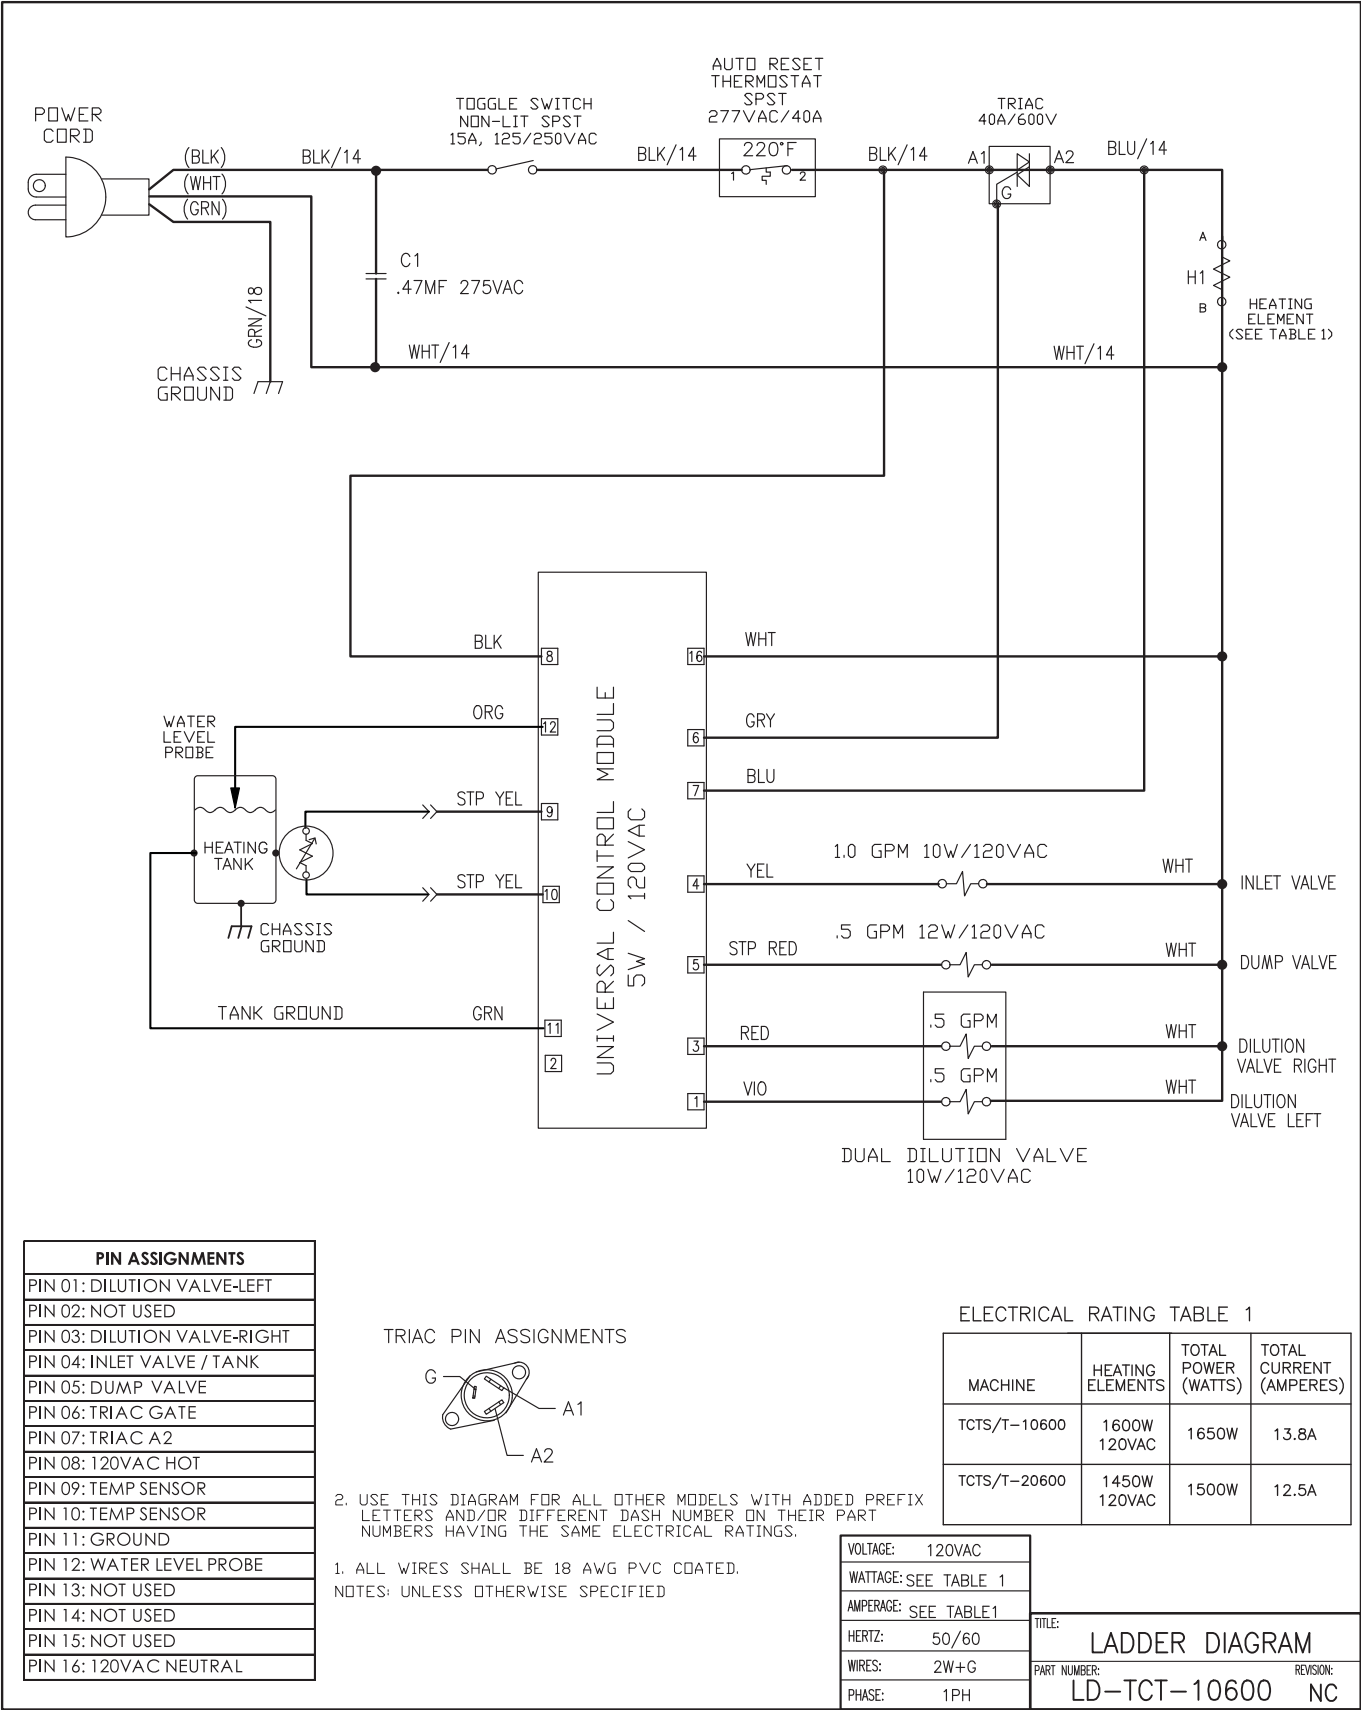 AUTO RESET
THERMOSTAT
SPST
277VAC/40A
POWER
CORD
TOGGLE SWITCH
NON-LIT SPST
15A, 125/250VAC
TRIAC
40A/600V
(BLK)
BLK/14
BLK/14
220°F
1
2
BLK/14
A1
A2
G
BLU/14
(WHT)
(GRN)
C1
.47MF 275VAC
GRN/18
A
H1
B
HEATING
ELEMENT
(SEE TABLE 1)
WHT/14
WHT/14
CHASSIS
GROUND
UNIVERSAL CONTROL MODULE
5W / 120VAC
BLK
8
16
WHT
ORG
12
WATER
LEVEL
PROBE
6
GRY
7
BLU
STP YEL
9
HEATING
TANK
STP YEL
10
CHASSIS
GROUND
1.0 GPM 10W/120VAC
4
YEL
WHT
INLET VALVE
.5 GPM 12W/120VAC
5
STP RED
WHT
DUMP VALVE
TANK GROUND
GRN
11
2
.5 GPM
3
RED
WHT
DILUTION
VALVE RIGHT
.5 GPM
1
VIO
WHT
DILUTION
VALVE LEFT
DUAL DILUTION VALVE
10W/120VAC
PIN ASSIGNMENTS
PIN 01: DILUTION VALVE-LEFT
PIN 02: NOT USED
PIN 03: DILUTION VALVE-RIGHT
PIN 04: INLET VALVE / TANK
PIN 05: DUMP VALVE
PIN 06: TRIAC GATE
PIN 07: TRIAC A2
PIN 08: 120VAC HOT
PIN 09: TEMP SENSOR
PIN 10: TEMP SENSOR
PIN 11: GROUND
PIN 12: WATER LEVEL PROBE
PIN 13: NOT USED
PIN 14: NOT USED
PIN 15: NOT USED
PIN 16: 120VAC NEUTRAL
TRIAC PIN ASSIGNMENTS
G
A1
A2
2. USE THIS DIAGRAM FOR ALL OTHER MODELS WITH ADDED PREFIX
LETTERS AND/OR DIFFERENT DASH NUMBER ON THEIR PART
NUMBERS HAVING THE SAME ELECTRICAL RATINGS.
1. ALL WIRES SHALL BE 18 AWG PVC COATED.
NOTES: UNLESS OTHERWISE SPECIFIED
ELECTRICAL RATING TABLE 1
MACHINE
HEATING
ELEMENTS
TOTAL
POWER
(WATTS)
TOTAL
CURRENT
(AMPERES)
TCTS/T-10600
1600W
120VAC
1650W
13.8A
TCTS/T-20600
1450W
120VAC
1500W
12.5A
VOLTAGE: 120VAC
WATTAGE: SEE TABLE 1
AMPERAGE: SEE TABLE1
HERTZ: 50/60
WIRES: 2W+G
PHASE: 1PH
TITLE:
LADDER DIAGRAM
PART NUMBER:
LD-TCT-10600
REVISION:
NC